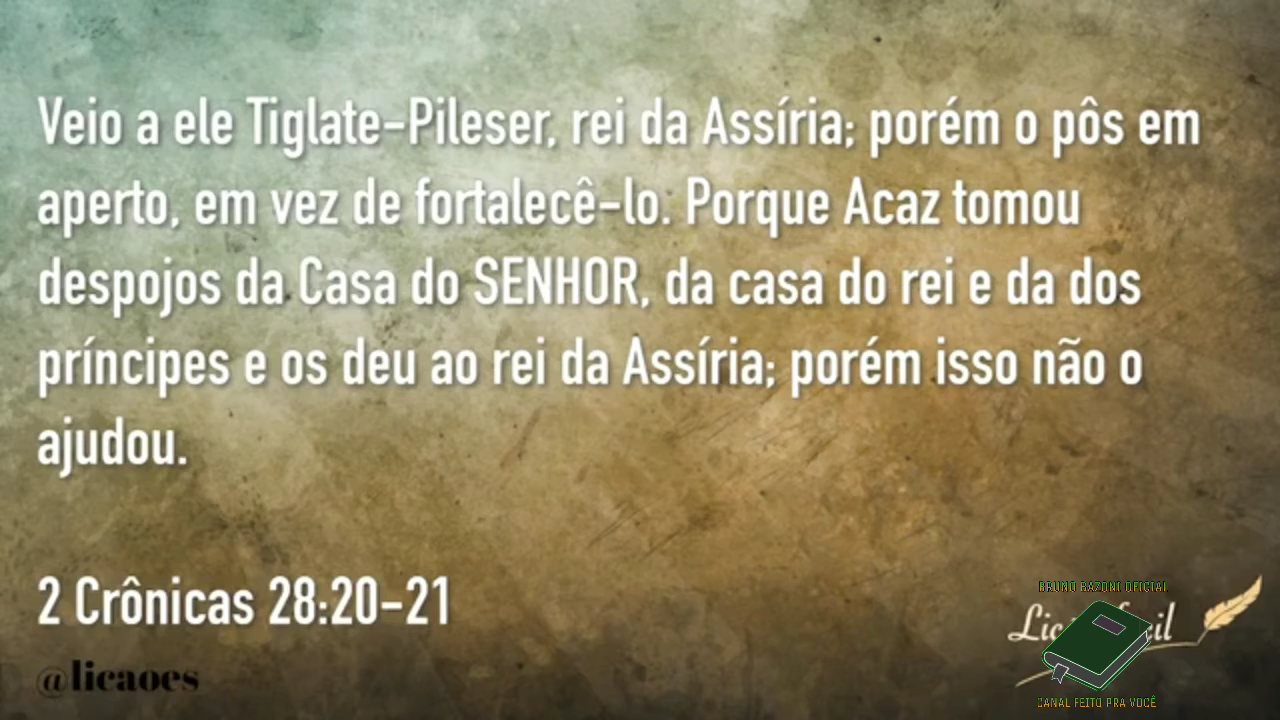 Veio a ele Tiglate-Pileser, rei da Assíria; porém o pôs em
aperto, em vez de fortalecê-lo. Porque Acaz tomou
despojos da Casa do SENHOR, da casa do rei e da dos
príncipes e os deu ao rei da Assíria; porém isso não o
ajudou.
2 Crônicas 28:20-21
@licaoes
BRUNO RAZONI OFICIAL
CANAL FEITO PRA VOCÊ